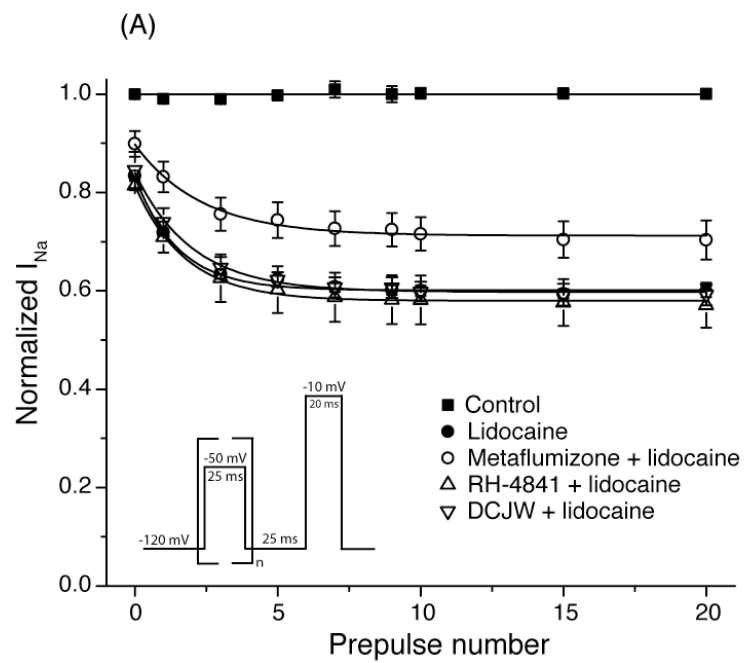 (A)
Normalized I_Na
1.0
0.8
0.6
0.4
0.2
0.0
-10 mV
20 ms
-50 mV
25 ms
-120 mV
25 ms
n
■ Control
● Lidocaine
○ Metaflumizone + lidocaine
△ RH-4841 + lidocaine
▽ DCJW + lidocaine
0 5 10 15 20
Prepulse number